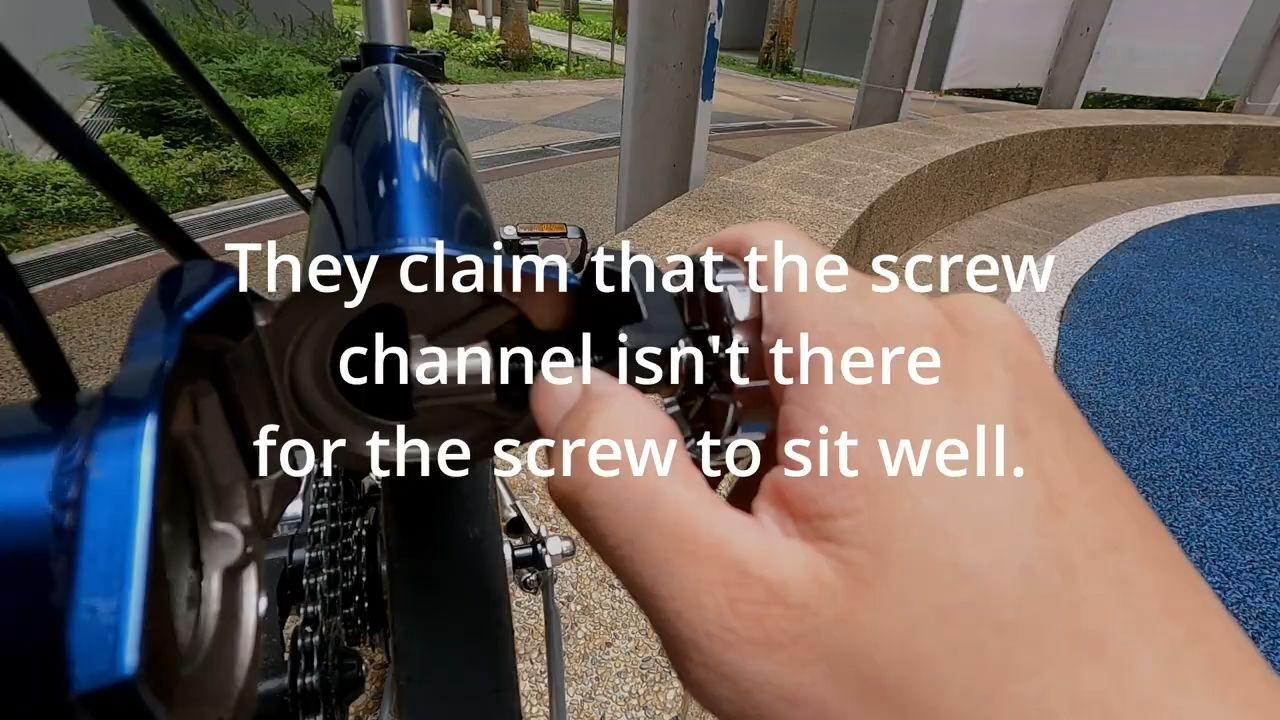 They claim that the screw
channel isn't there
for the screw to sit well.